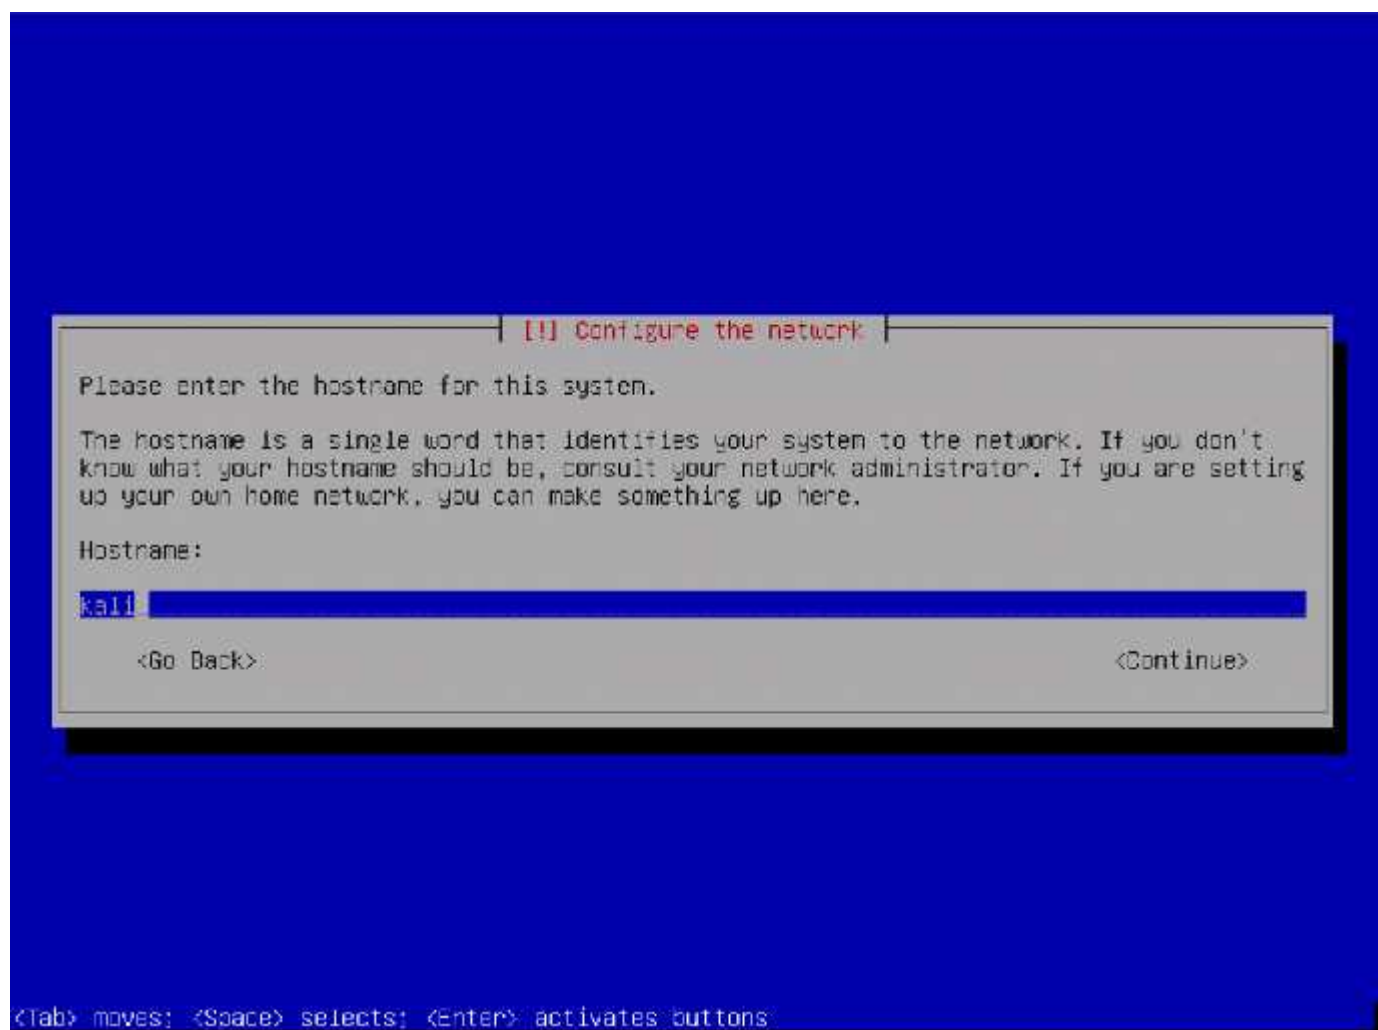 [!] Configure the network
Please enter the hostname for this system.
The hostname is a single word that identifies your system to the network. If you don't
know what your hostname should be, consult your network administrator. If you are setting
up your own home network, you can make something up here.
Hostname:
kali
<Go Back> <Continue>
<Tab> moves; <Space> selects; <Enter> activates buttons